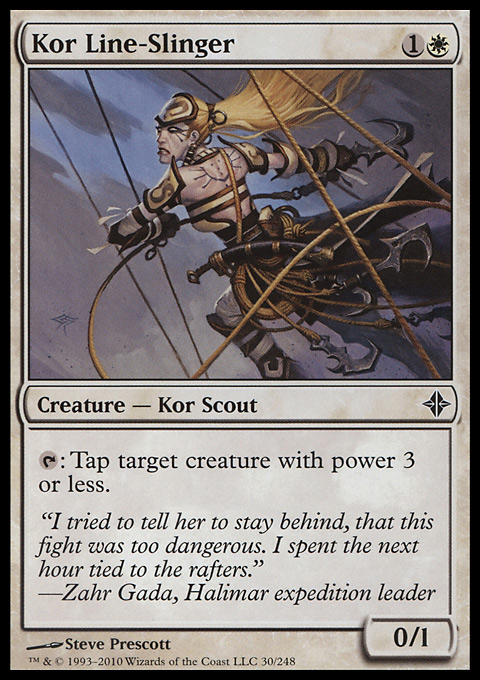 Kor Line-Slinger 1
Creature — Kor Scout
: Tap target creature with power 3
or less.
“I tried to tell her to stay behind, that this
fight was too dangerous. I spent the next
hour tied to the rafters.”
—Zahr Gada, Halimar expedition leader
Steve Prescott
0/1
™ & © 1993–2010 Wizards of the Coast LLC 30/248